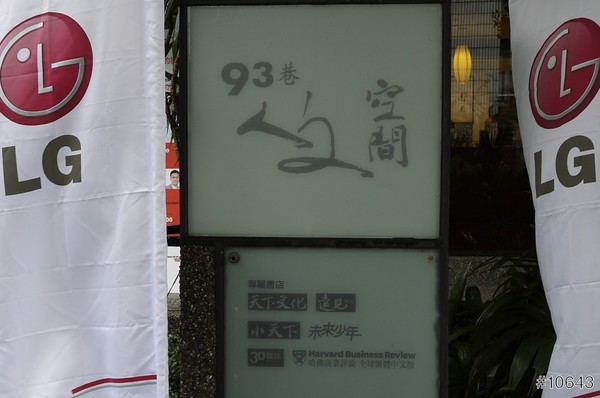 LG
93巷
人文
空間
專屬書店
天下文化 遠見
小天下 未來少年
30雜誌 Harvard Business Review
哈佛商業評論 全球繁體中文版
LG
#10643